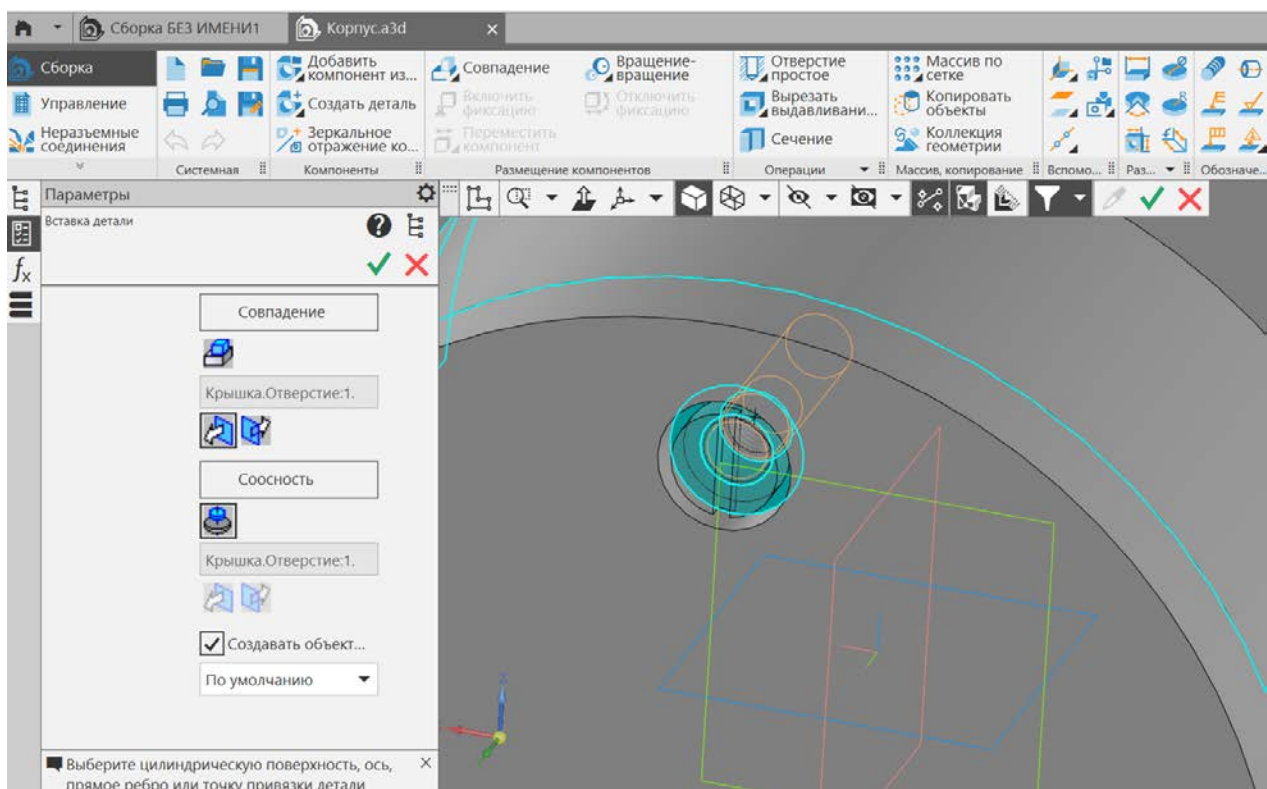 Сборка БЕЗ ИМЕНИ1
Корпус.a3d
Сборка
Управление
Неразъемные
соединения
Системная
Добавить
компонент из...
Создать деталь
Зеркальное
отражение ко...
Компоненты
Совпадение
Включить
фиксацию
Переместить
компонент
Вращение-
вращение
Отключить
фиксацию
Размещение компонентов
Отверстие
простое
Вырезать
выдавливани...
Сечение
Операции
Массив по
сетке
Копировать
объекты
Коллекция
геометрии
Массив, копирование
Вспомо...
Раз...
Обозначе...
Параметры
Вставка детали
Совпадение
Крышка.Отверстие:1.
Соосность
Крышка.Отверстие:1.
Создавать объект...
По умолчанию
Выберите цилиндрическую поверхность, ось,
прямое ребро или точку привязки детали